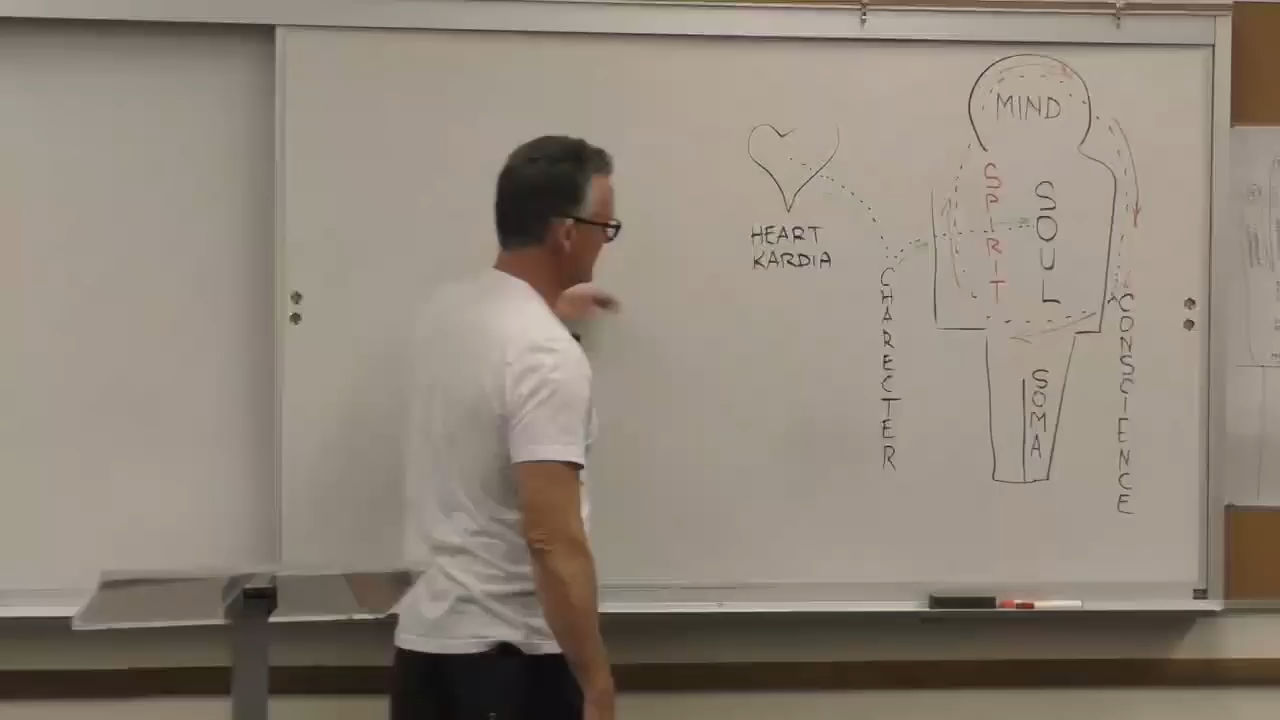 MIND
HEART
KARDIA
SPIRIT
SOUL
CHARECTER
CONSCIENCE
SOMA